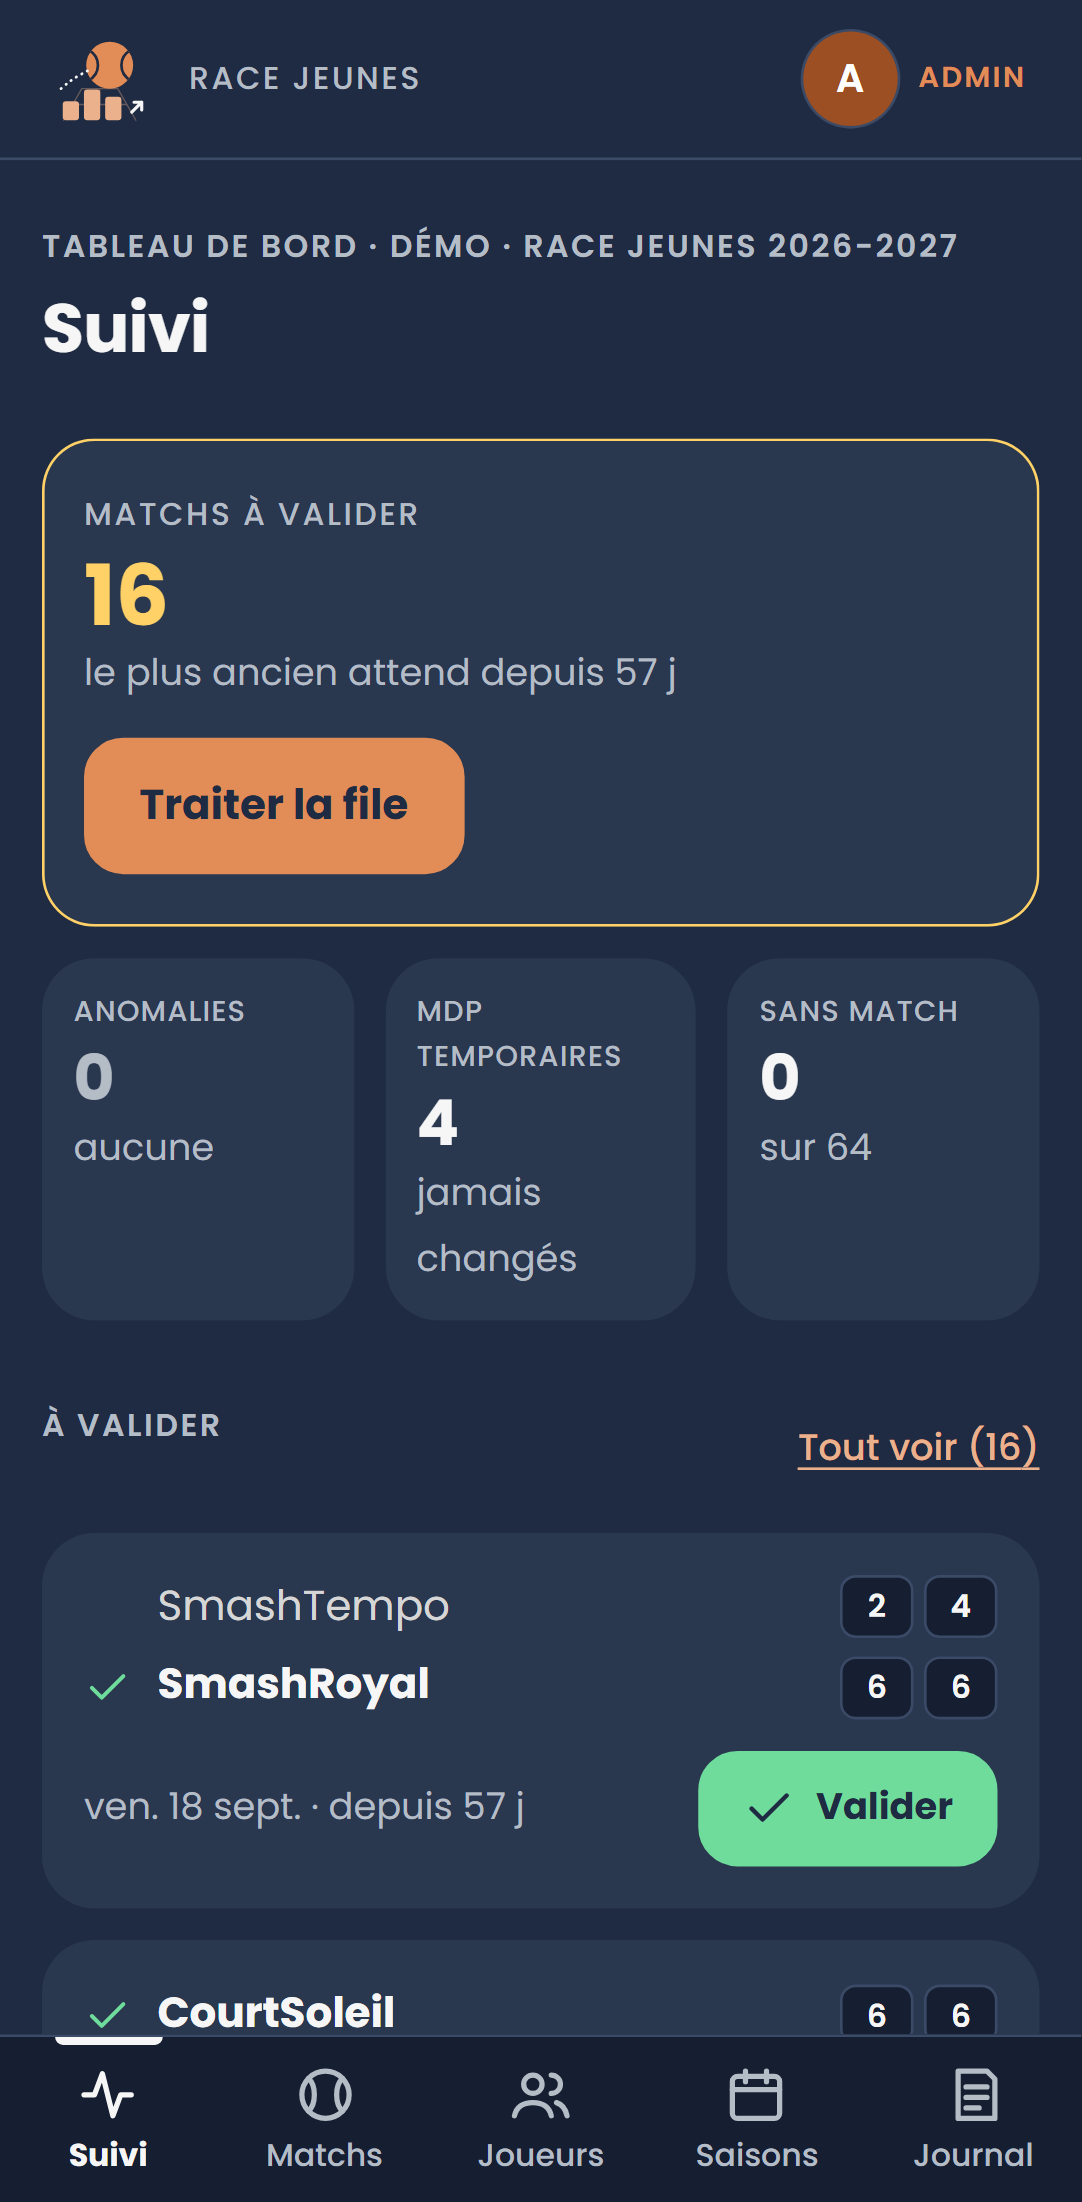 RACE JEUNES
A ADMIN
TABLEAU DE BORD · DÉMO · RACE JEUNES 2026-2027
Suivi
MATCHS À VALIDER
16
le plus ancien attend depuis 57 j
Traiter la file
ANOMALIES
0
aucune
MDP
TEMPORAIRES
4
jamais
changés
SANS MATCH
0
sur 64
À VALIDER
Tout voir (16)
SmashTempo 2 4
SmashRoyal 6 6
ven. 18 sept. · depuis 57 j
Valider
CourtSoleil 6 6
Suivi
Matchs
Joueurs
Saisons
Journal